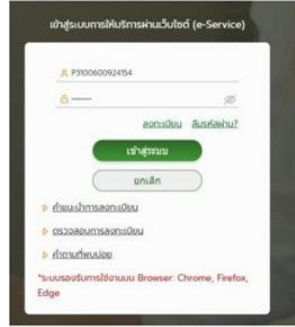 เข้าสู่ระบบการให้บริการผ่านเว็บไซต์ (e-Service)
P3100600924154
ลงทะเบียน ลืมรหัสผ่าน?
เข้าสู่ระบบ
ยกเลิก
คำแนะนำการลงทะเบียน
ตรวจสอบการลงทะเบียน
คำถามที่พบบ่อย
*ระบบรองรับการใช้งานบน Browser: Chrome, Firefox,
Edge